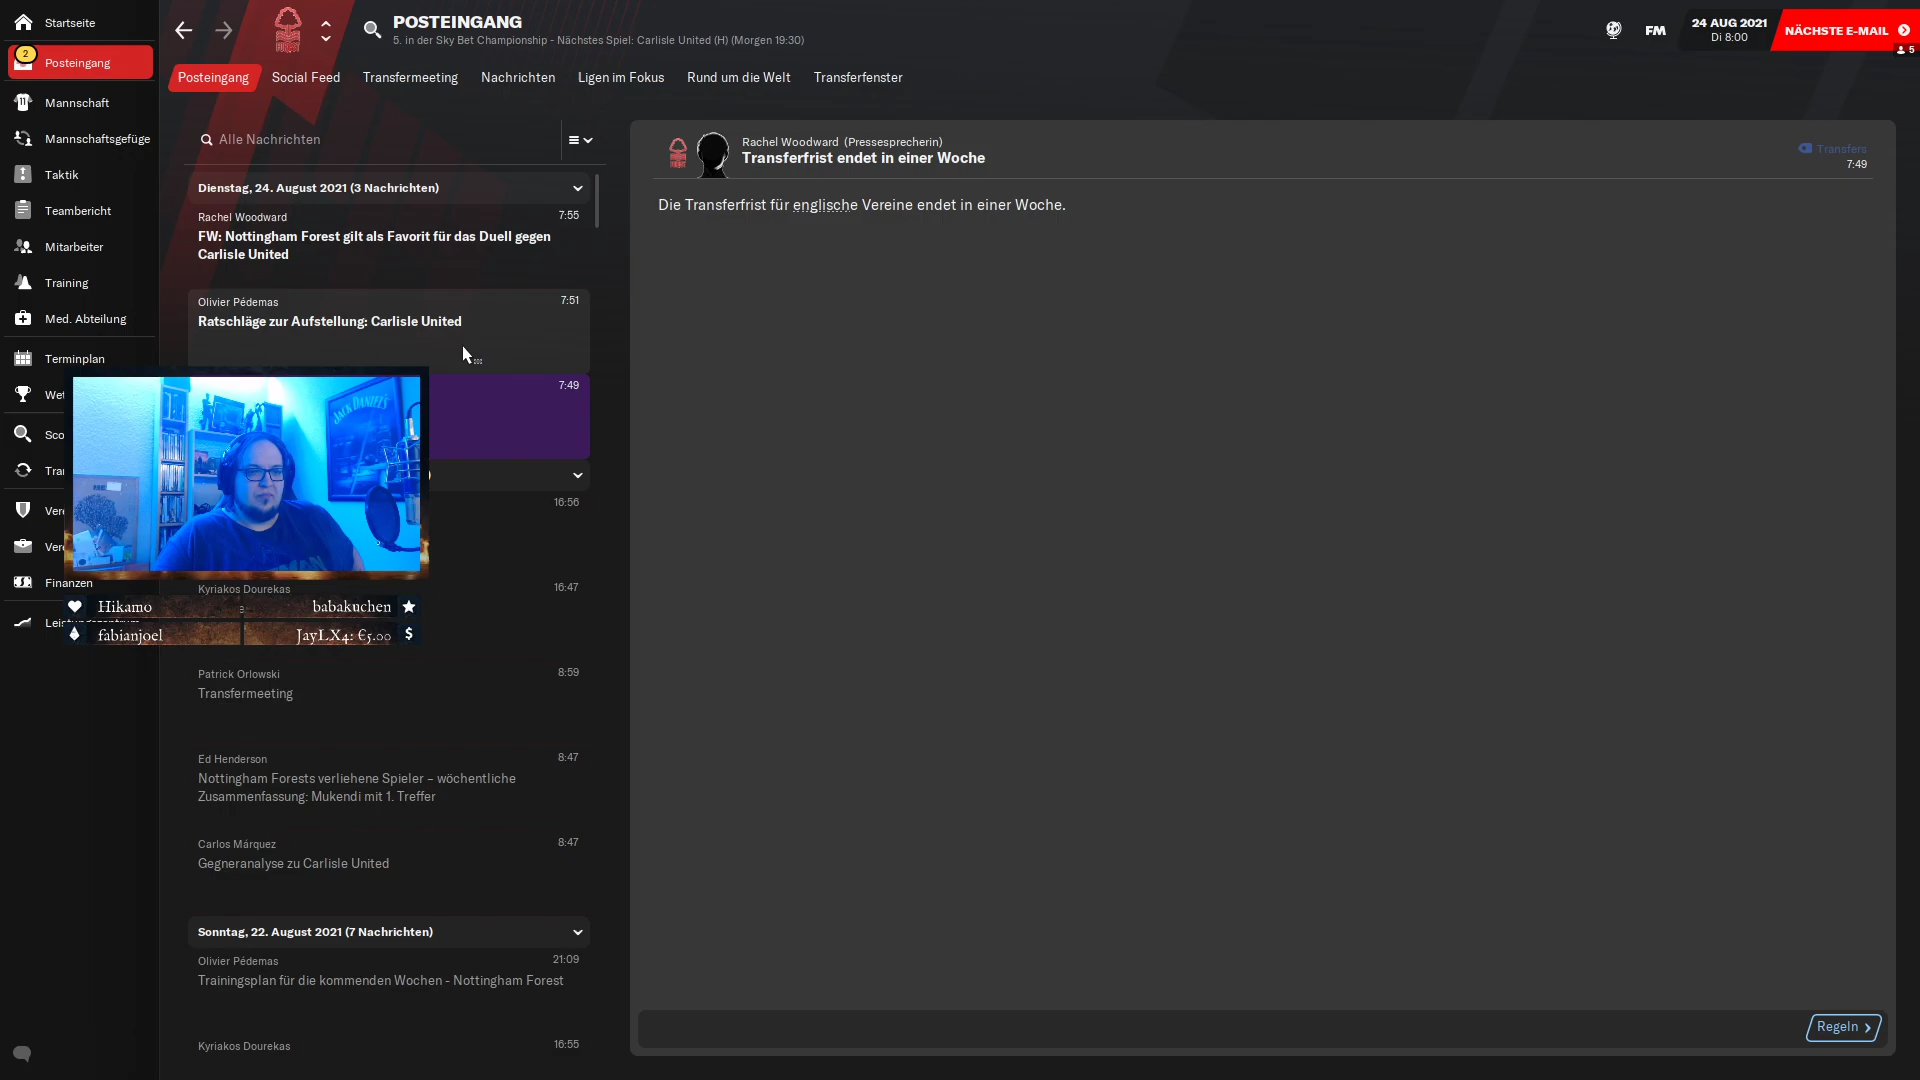 Startseite
2
Posteingang
Mannschaft
Mannschaftsgefüge
Taktik
Teambericht
Mitarbeiter
Training
Med. Abteilung
Terminplan
Wet
Sco
Tra
Vere
Vere
Finanzen
POSTEINGANG
5. in der Sky Bet Championship - Nächstes Spiel: Carlisle United (H) (Morgen 19:30)
FM
24 AUG 2021
Di 8:00
NÄCHSTE E-MAIL
5
Posteingang
Social Feed
Transfermeeting
Nachrichten
Ligen im Fokus
Rund um die Welt
Transferfenster
Alle Nachrichten
Dienstag, 24. August 2021 (3 Nachrichten)
Rachel Woodward
7:55
FW: Nottingham Forest gilt als Favorit für das Duell gegen
Carlisle United
Olivier Pédemas
7:51
Ratschläge zur Aufstellung: Carlisle United
7:49
JACK DANIEL'S
16:56
Kyriakos Dourekas
16:47
Hikamo
babakuchen
fabianjoel
JayLX4: €5.00
Patrick Orlowski
8:59
Transfermeeting
Ed Henderson
8:47
Nottingham Forests verliehene Spieler – wöchentliche
Zusammenfassung: Mukendi mit 1. Treffer
Carlos Márquez
8:47
Gegneranalyse zu Carlisle United
Sonntag, 22. August 2021 (7 Nachrichten)
Olivier Pédemas
21:09
Trainingsplan für die kommenden Wochen - Nottingham Forest
Kyriakos Dourekas
16:55
Rachel Woodward (Pressesprecherin)
Transferfrist endet in einer Woche
Transfers
7:49
Die Transferfrist für englische Vereine endet in einer Woche.
Regeln